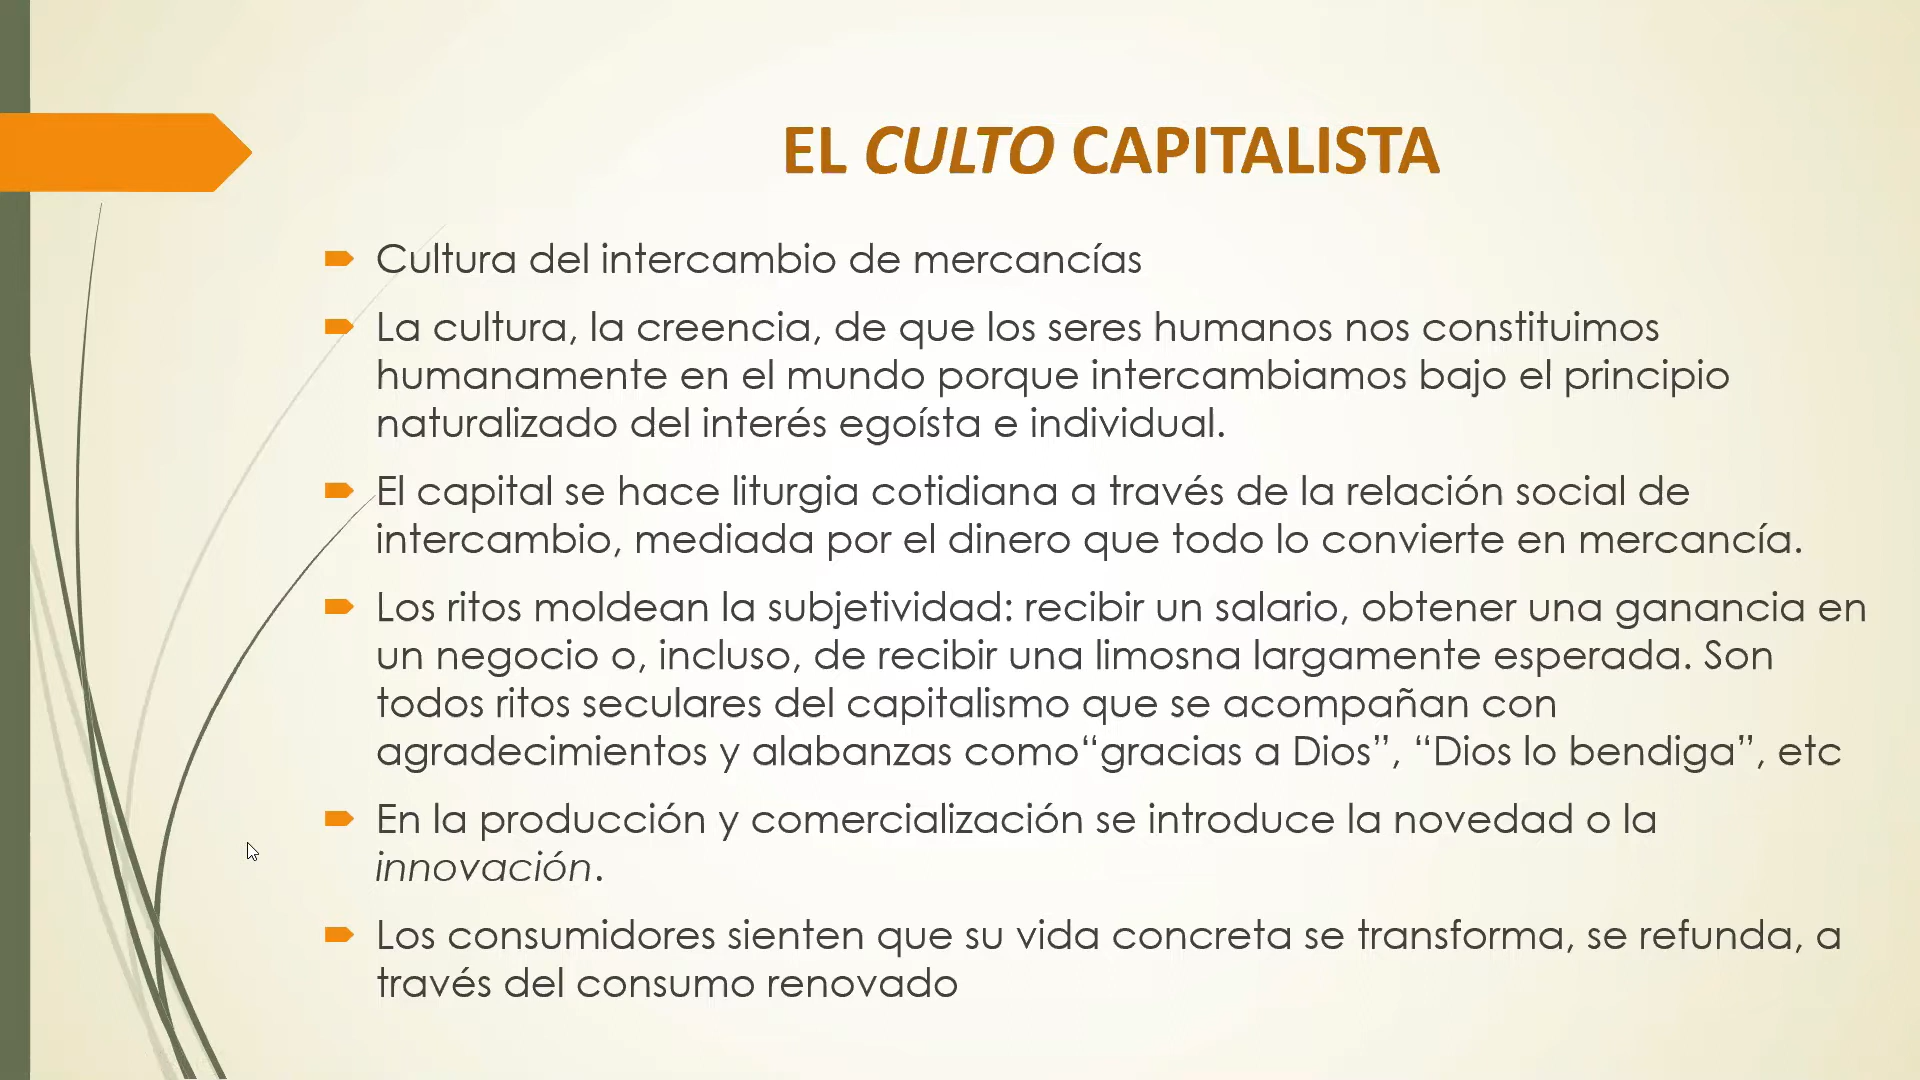 EL CULTO CAPITALISTA
Cultura del intercambio de mercancías
La cultura, la creencia, de que los seres humanos nos constituimos
humanamente en el mundo porque intercambiamos bajo el principio
naturalizado del interés egoísta e individual.
El capital se hace liturgia cotidiana a través de la relación social de
intercambio, mediada por el dinero que todo lo convierte en mercancía.
Los ritos moldean la subjetividad: recibir un salario, obtener una ganancia en
un negocio o, incluso, de recibir una limosna largamente esperada. Son
todos ritos seculares del capitalismo que se acompañan con
agradecimientos y alabanzas como“gracias a Dios”, “Dios lo bendiga”, etc
En la producción y comercialización se introduce la novedad o la
innovación.
Los consumidores sienten que su vida concreta se transforma, se refunda, a
través del consumo renovado